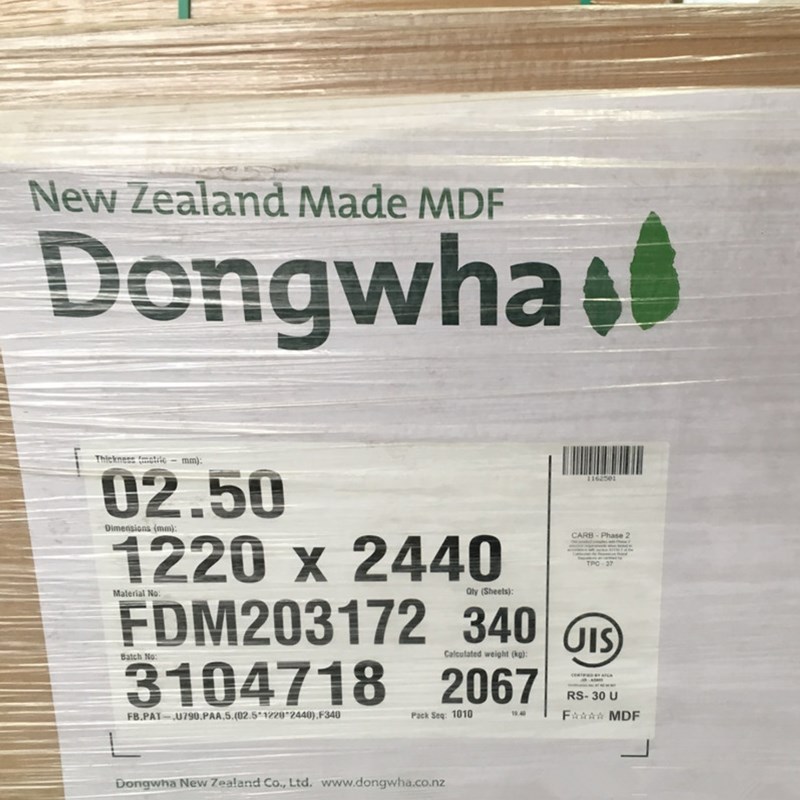 New Zealand Made MDF
Dongwha
Thickness (metric - mm):
02.50
Dimensions (mm):
1220 x 2440
Material No:
Qty (Sheets):
FDM203172
340
Batch No:
Calculated weight (kg):
3104718
2067
Pack Seq: 1010
1162501
CARB - Phase 2
TPC - 37
JIS
RS- 30 U
F☆☆☆☆ MDF
Dongwha New Zealand Co., Ltd. www.dongwha.co.nz